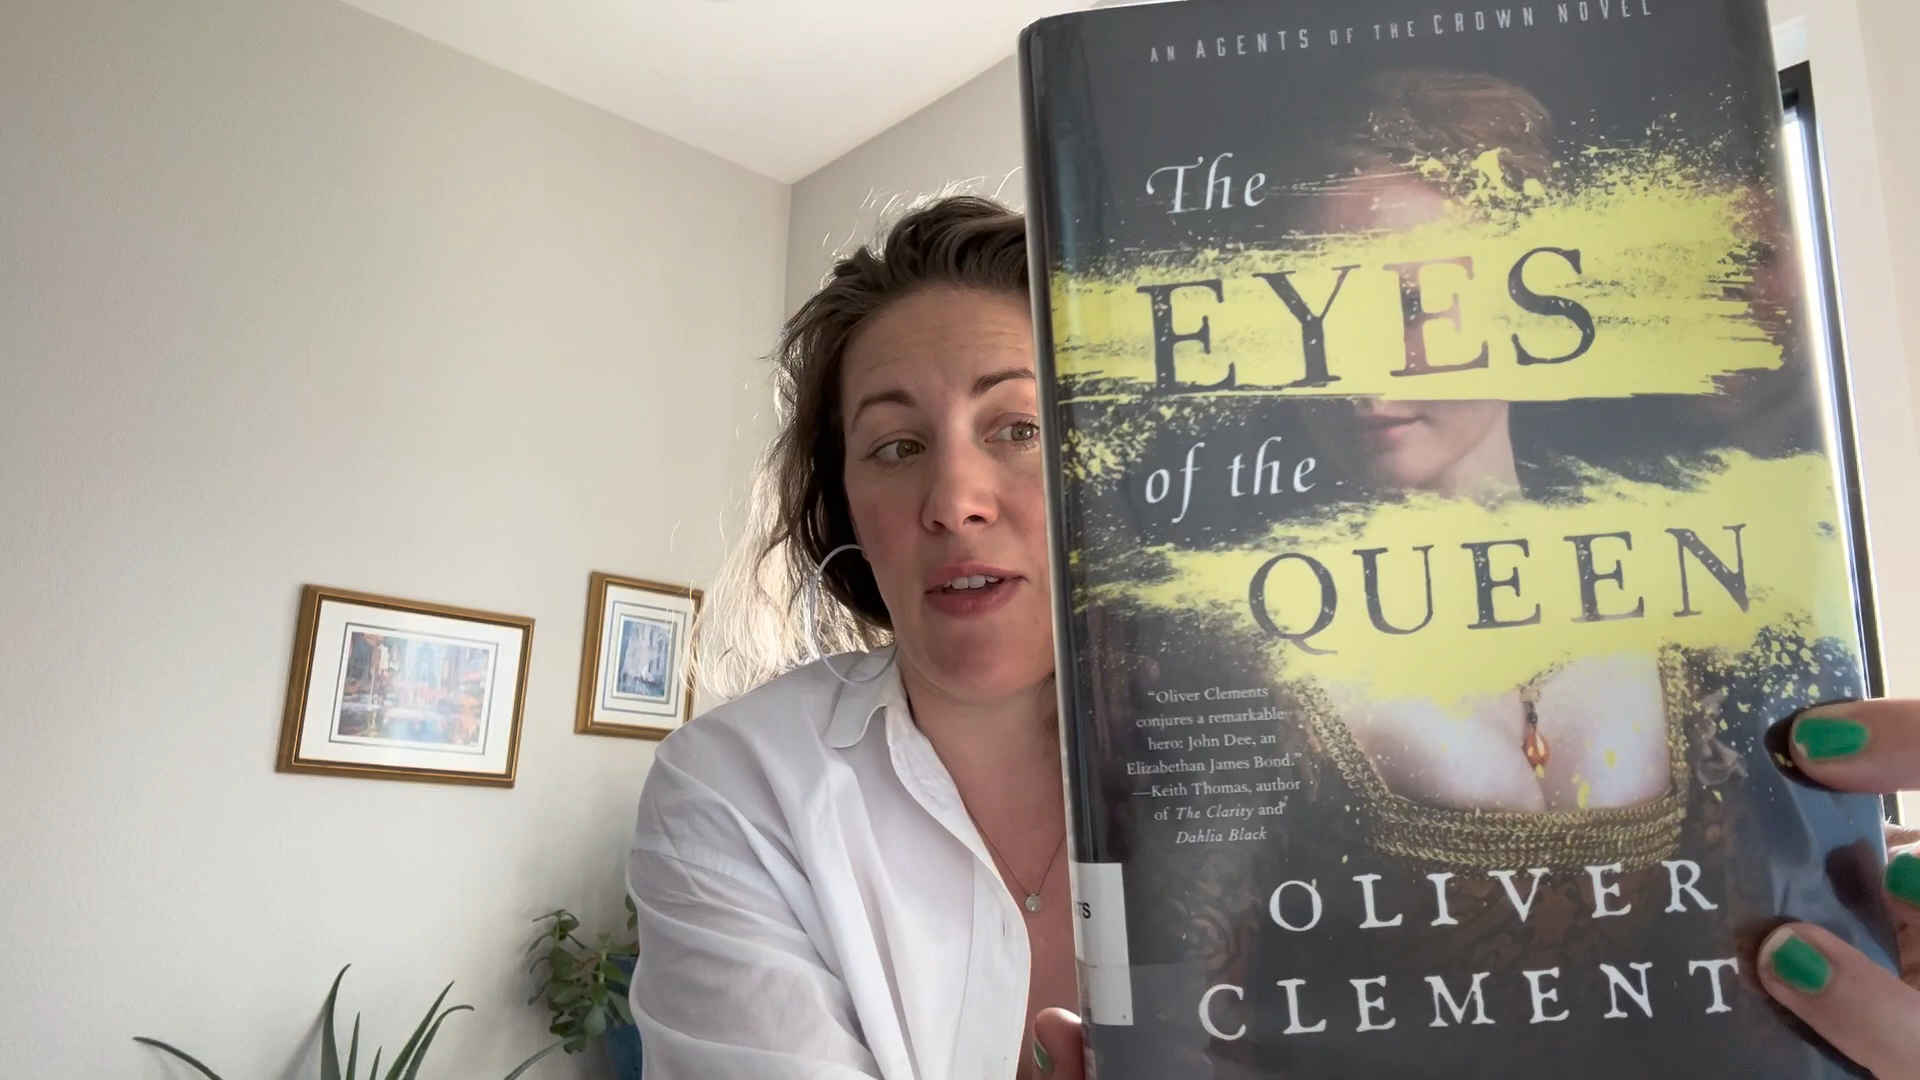 AN AGENTS OF THE CROWN NOVEL
The
EYES
of the
QUEEN
“Oliver Clements
conjures a remarkable
hero: John Dee, an
Elizabethan James Bond.”
—Keith Thomas, author
of The Clarity and
Dahlia Black
TS
OLIVER
CLEMENT